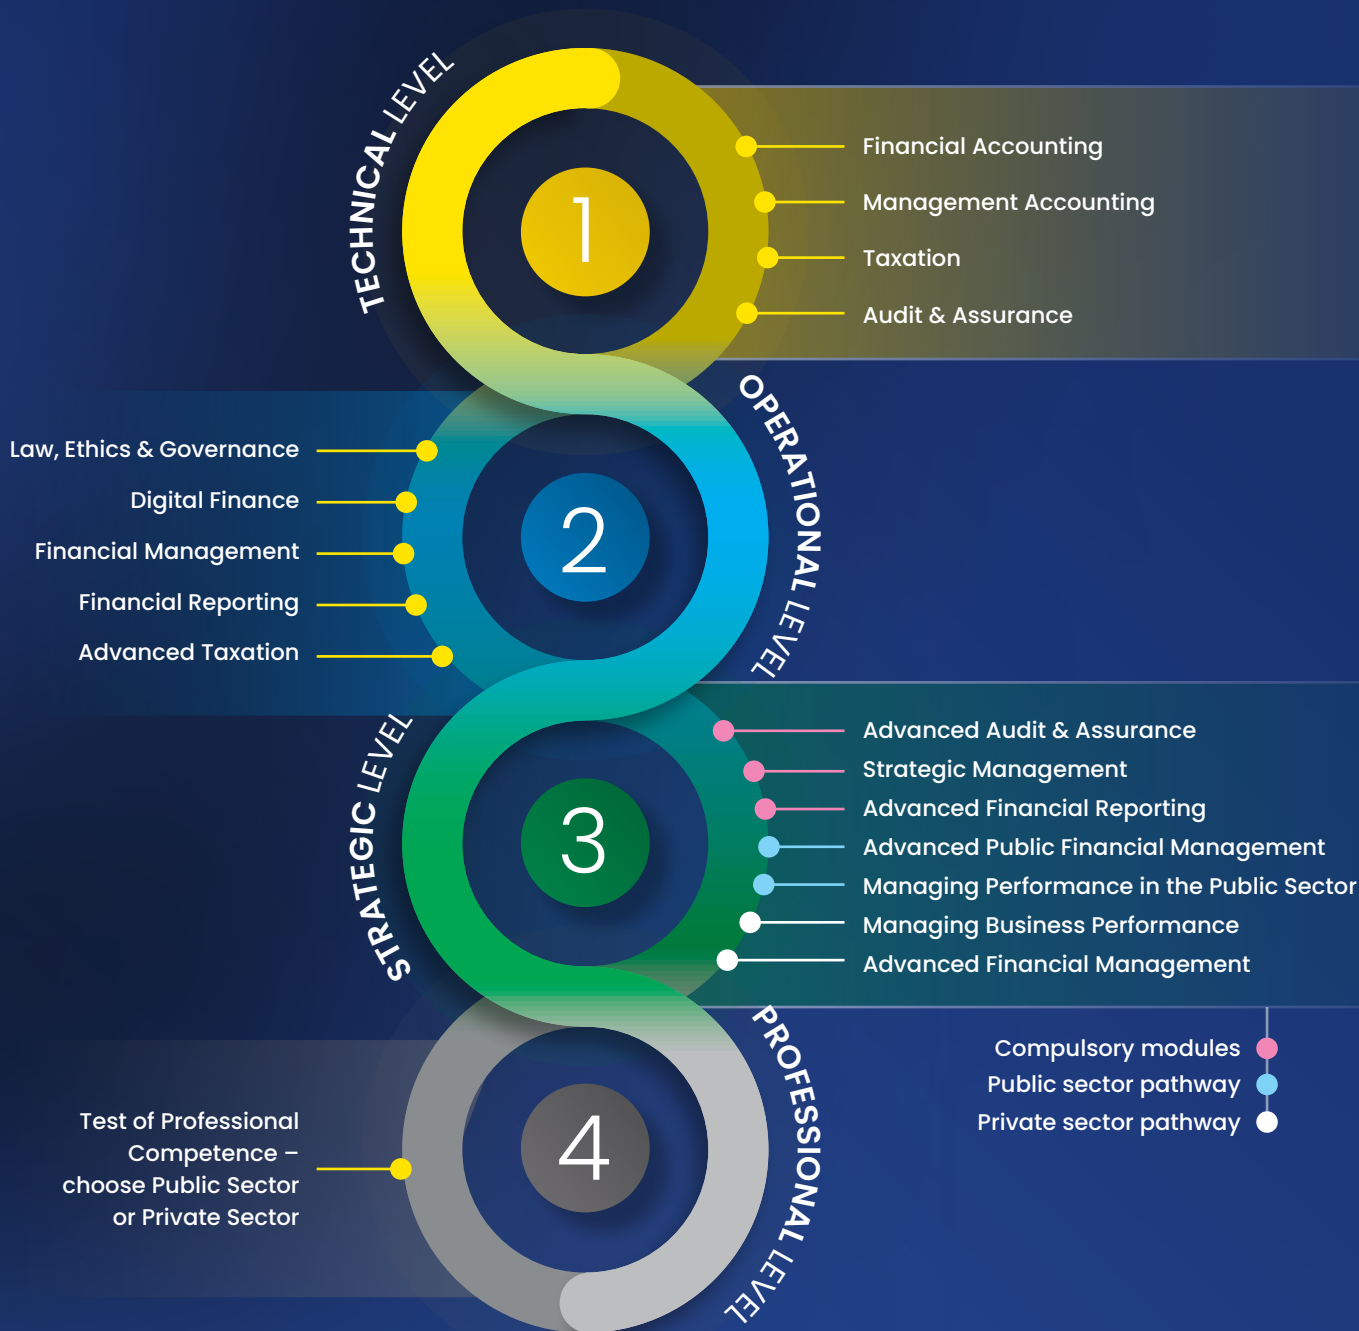 TECHNICAL LEVEL
1
Financial Accounting
Management Accounting
Taxation
Audit & Assurance
OPERATIONAL LEVEL
2
Law, Ethics & Governance
Digital Finance
Financial Management
Financial Reporting
Advanced Taxation
STRATEGIC LEVEL
3
Advanced Audit & Assurance
Strategic Management
Advanced Financial Reporting
Advanced Public Financial Management
Managing Performance in the Public Sector
Managing Business Performance
Advanced Financial Management
Compulsory modules
Public sector pathway
Private sector pathway
PROFESSIONAL LEVEL
4
Test of Professional
Competence –
choose Public Sector
or Private Sector